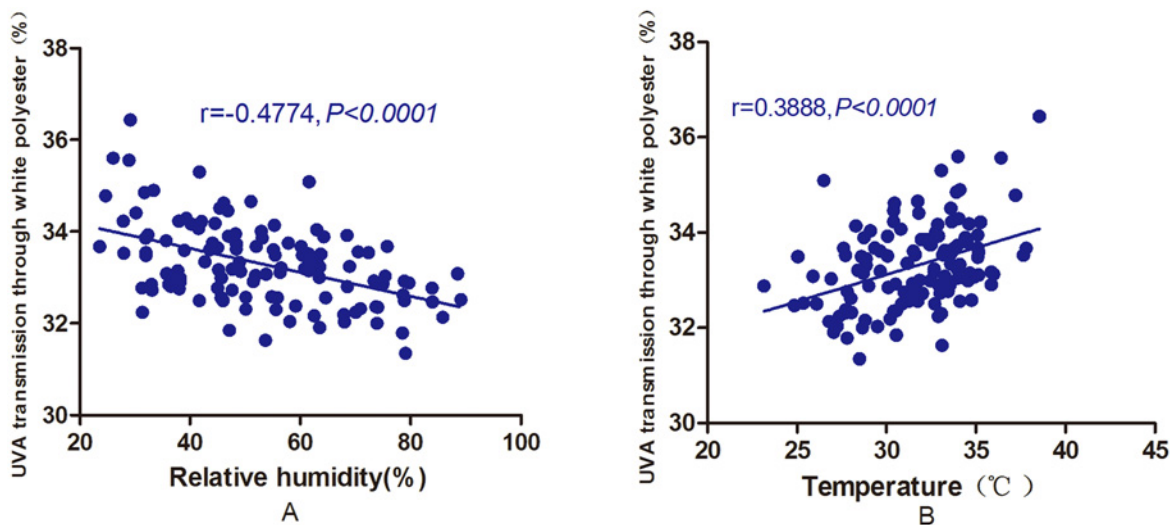 UVA transmission through white polyester (%)
38
36
34
32
30
r=-0.4774, P<0.0001
20 40 60 80 100
Relative humidity(%)
A
UVA transmission through white polyester (%)
38
36
34
32
30
r=0.3888, P<0.0001
20 25 30 35 40 45
Temperature (℃)
B